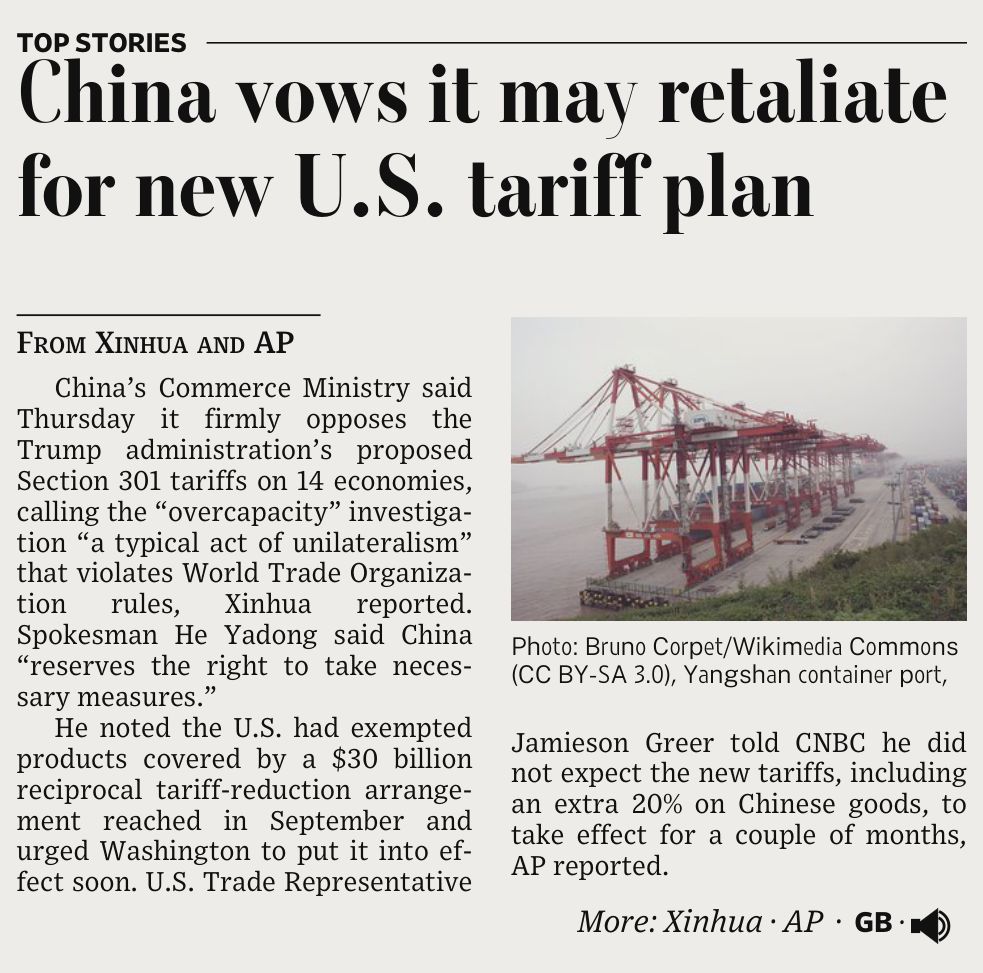 TOP STORIES
China vows it may retaliate
for new U.S. tariff plan
FROM XINHUA AND AP
China’s Commerce Ministry said
Thursday it firmly opposes the
Trump administration’s proposed
Section 301 tariffs on 14 economies,
calling the “overcapacity” investiga-
tion “a typical act of unilateralism”
that violates World Trade Organiza-
tion rules, Xinhua reported.
Spokesman He Yadong said China
“reserves the right to take neces-
sary measures.”
He noted the U.S. had exempted
products covered by a $30 billion
reciprocal tariff-reduction arrange-
ment reached in September and
urged Washington to put it into ef-
fect soon. U.S. Trade Representative
Photo: Bruno Corpet/Wikimedia Commons
(CC BY-SA 3.0), Yangshan container port,
Jamieson Greer told CNBC he did
not expect the new tariffs, including
an extra 20% on Chinese goods, to
take effect for a couple of months,
AP reported.
More: Xinhua · AP · GB ·